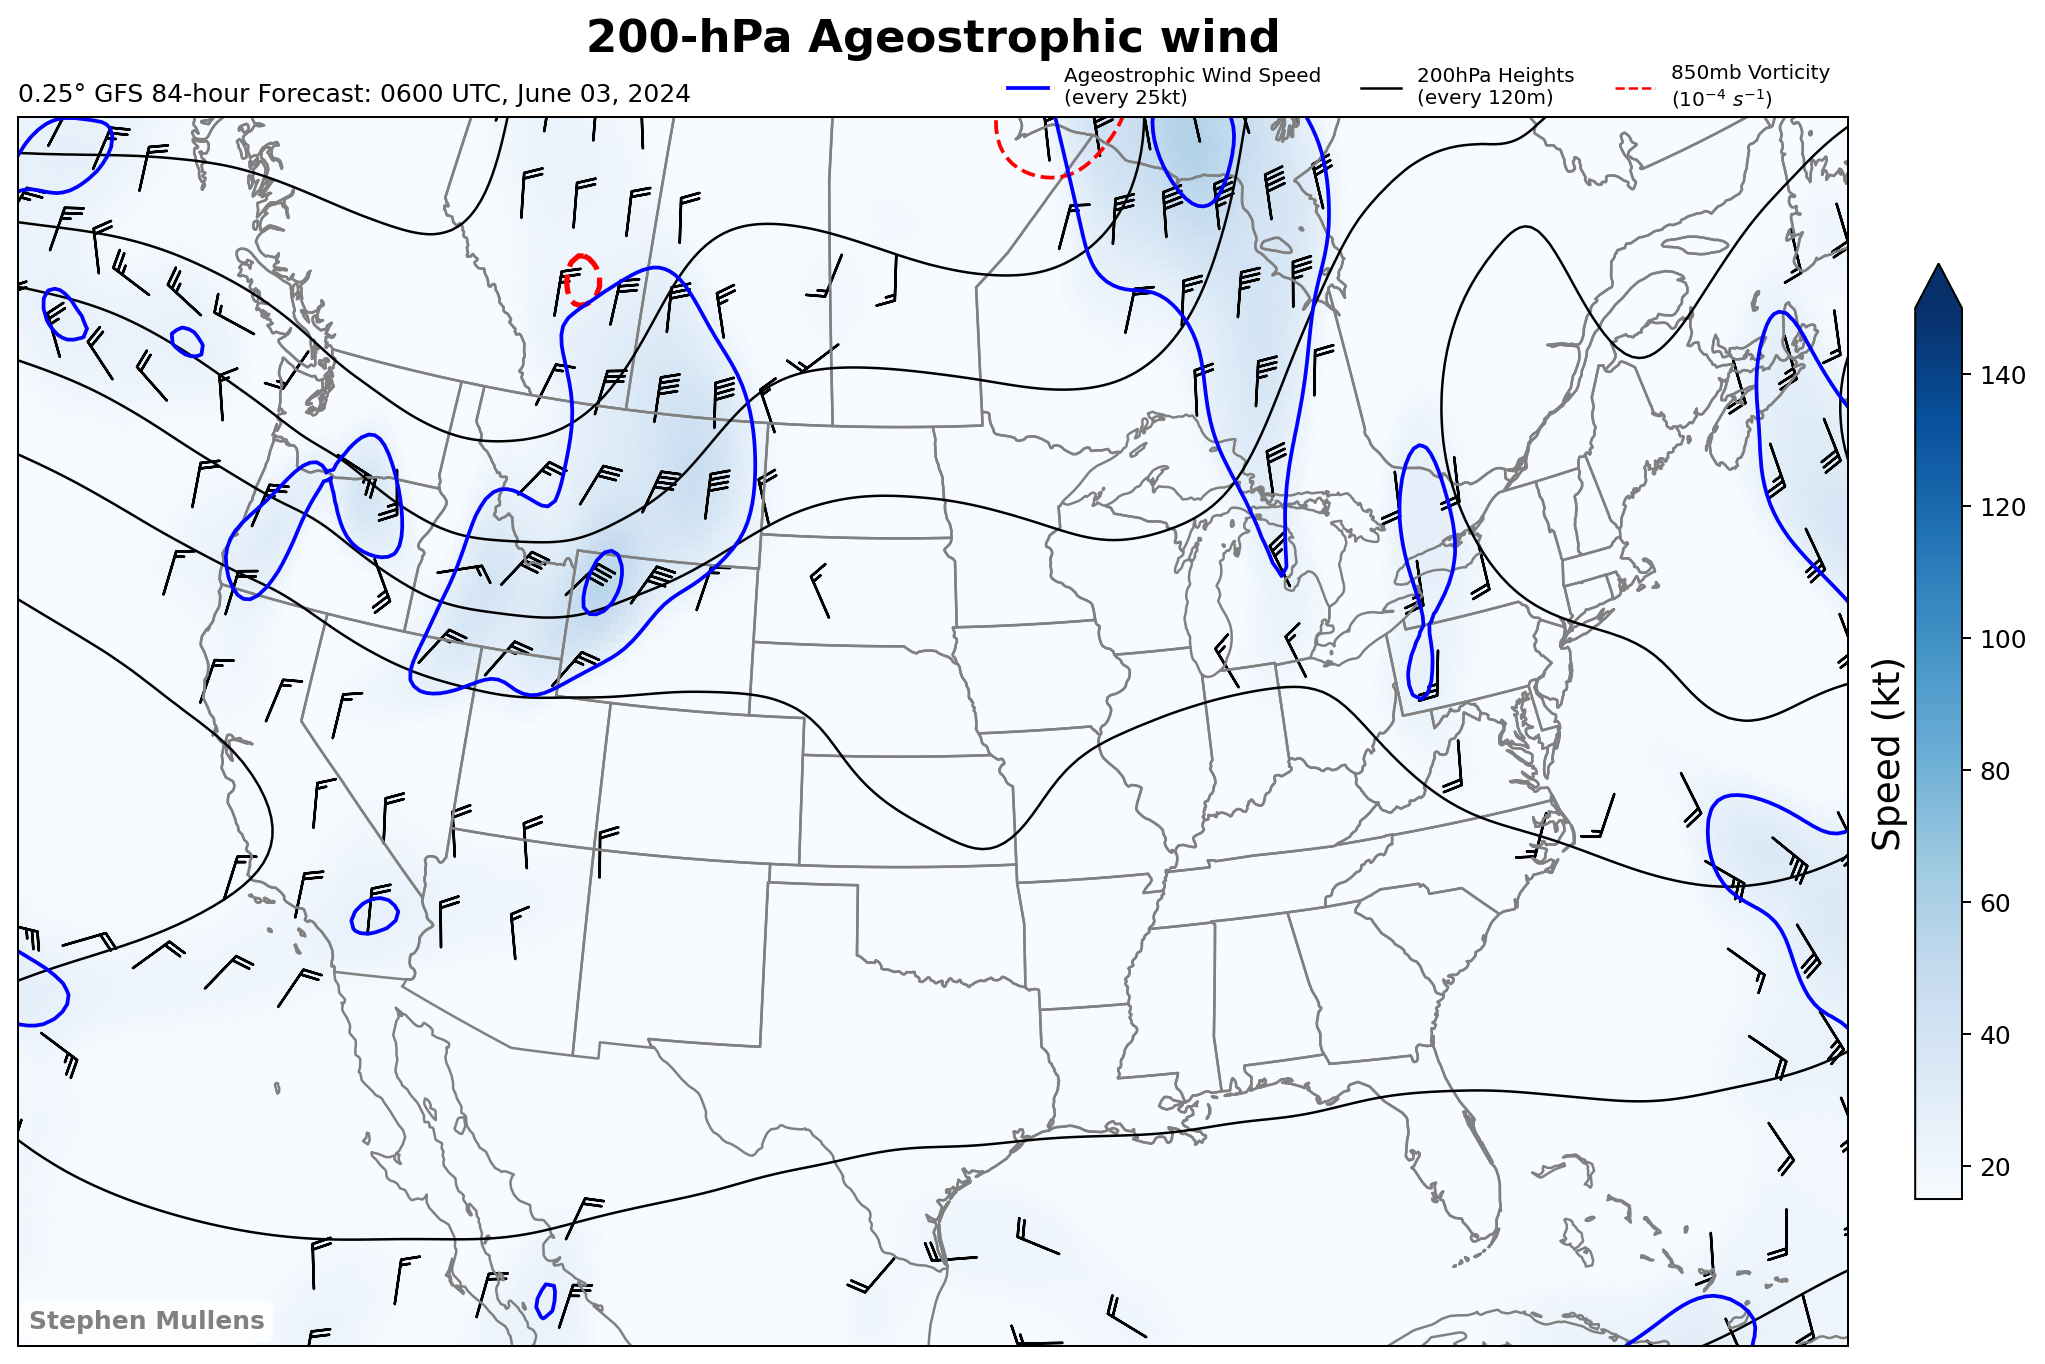 200-hPa Ageostrophic wind
0.25° GFS 84-hour Forecast: 0600 UTC, June 03, 2024
Ageostrophic Wind Speed
(every 25kt)
200hPa Heights
(every 120m)
850mb Vorticity
(10⁻⁴ s⁻¹)
140
120
100
80
60
40
20
Speed (kt)
Stephen Mullens